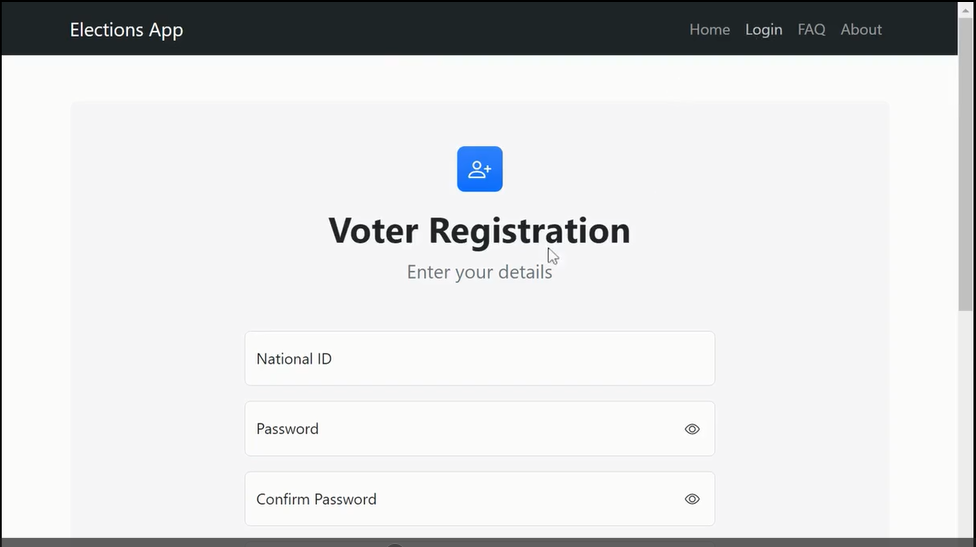 Elections App
Home Login FAQ About
Voter Registration
Enter your details
National ID
Password
Confirm Password